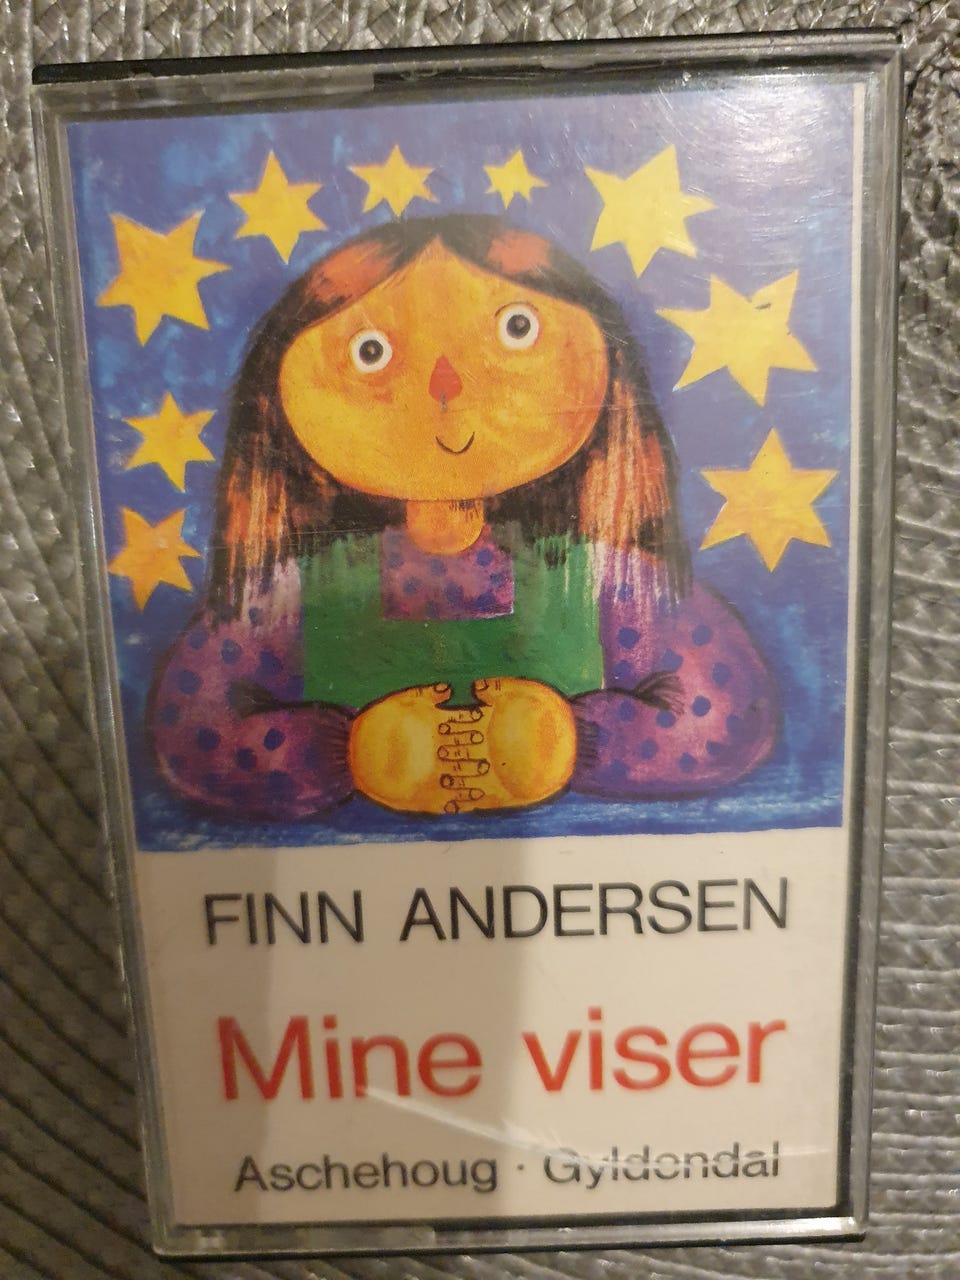 FINN ANDERSEN
Mine viser
Aschehoug · Gyldendal